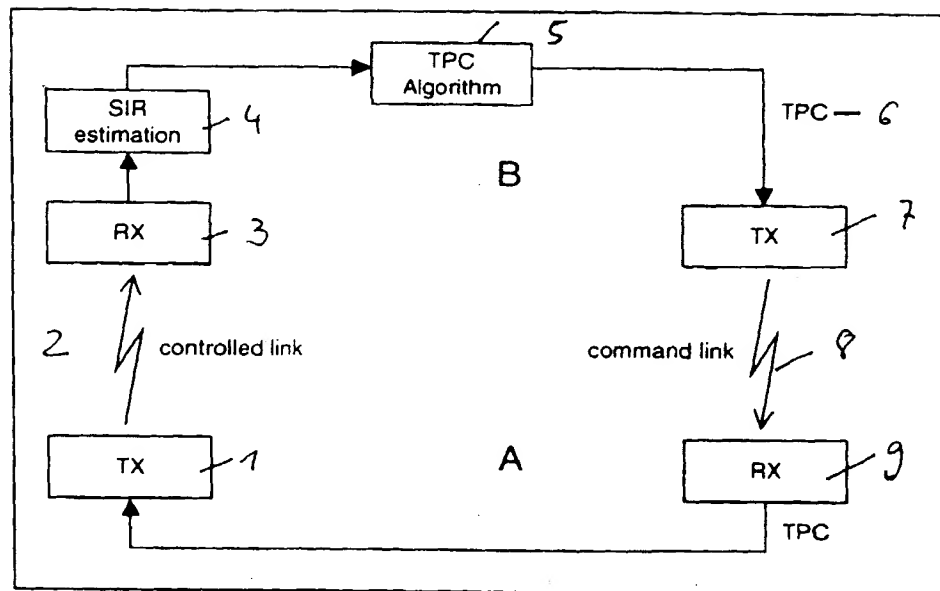 TPC
Algorithm
5
SIR
estimation
4
TPC
6
B
RX
3
TX
7
2
controlled link
command link
8
TX
1
A
RX
9
TPC